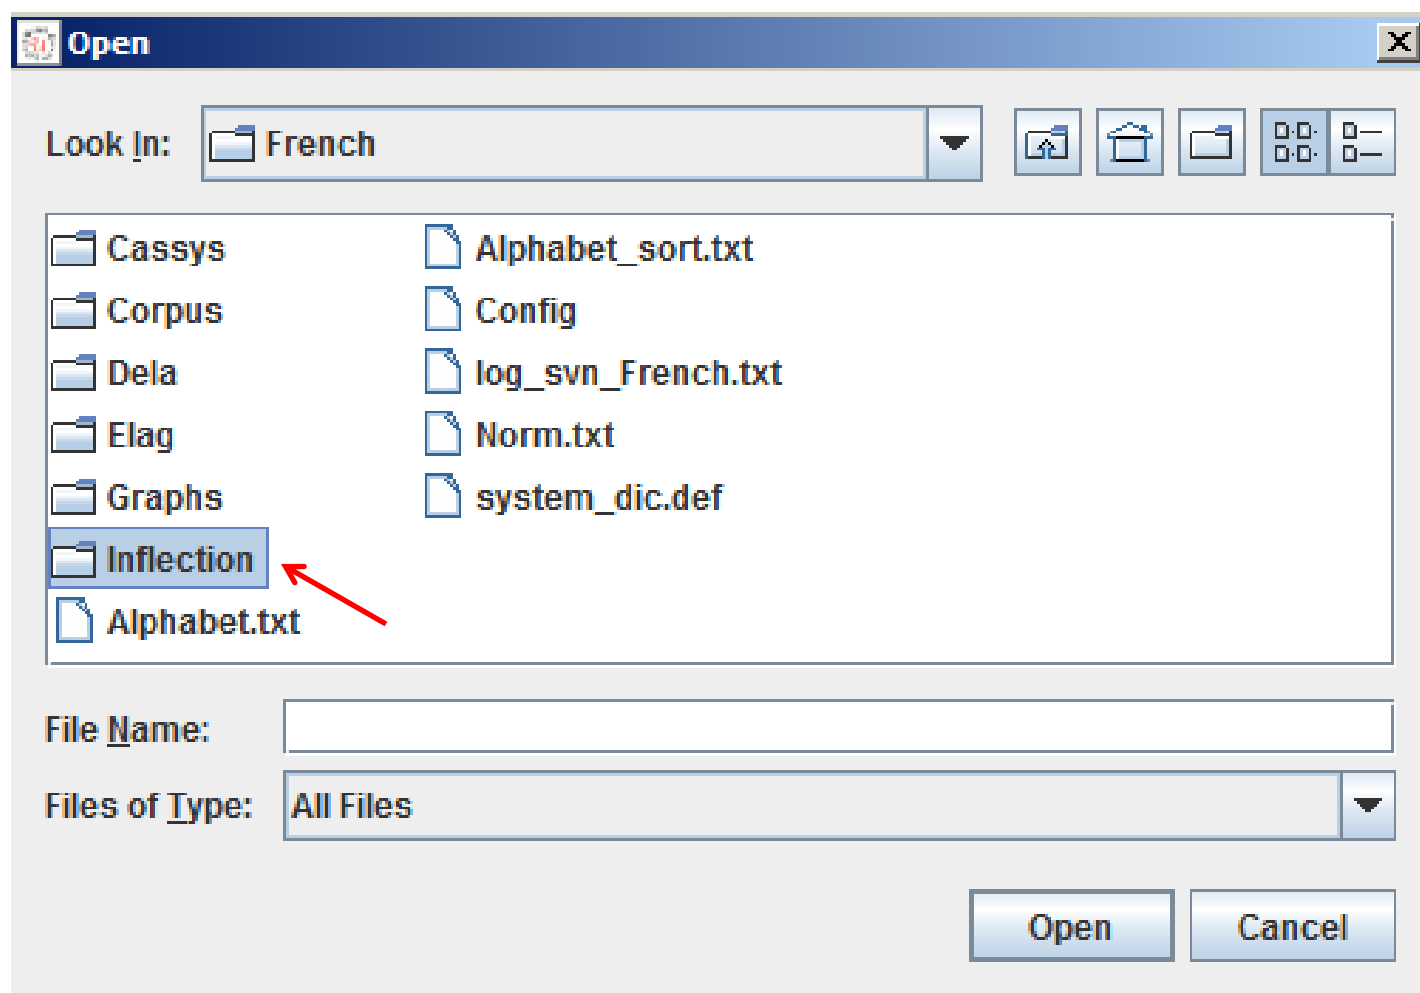 Open
Look In: French
Cassys
Corpus
Dela
Elag
Graphs
Inflection
Alphabet.txt
Alphabet_sort.txt
Config
log_svn_French.txt
Norm.txt
system_dic.def
File Name:
Files of Type: All Files
Open Cancel